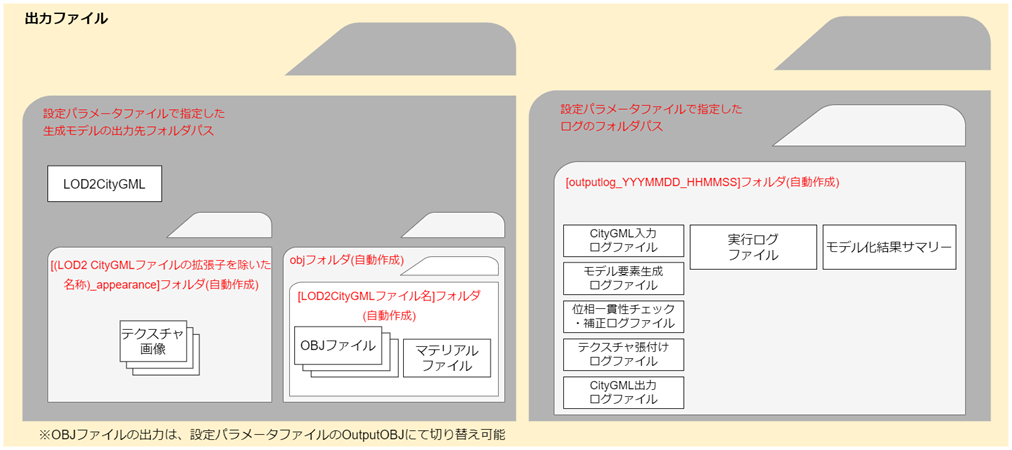 出力ファイル
設定パラメータファイルで指定した
生成モデルの出力先フォルダパス
LOD2CityGML
[(LOD2 CityGMLファイルの拡張子を除いた
名称)_appearance]フォルダ(自動作成)
テクスチャ
画像
objフォルダ(自動作成)
[LOD2CityGMLファイル名]フォルダ
(自動作成)
OBJファイル
マテリアル
ファイル
※OBJファイルの出力は、設定パラメータファイルのOutputOBJにて切り替え可能
設定パラメータファイルで指定した
ログのフォルダパス
[outputlog_YYYMMDD_HHMMSS]フォルダ(自動作成)
CityGML入力
ログファイル
モデル要素生成
ログファイル
位相一貫性チェック
・補正ログファイル
テクスチャ張付け
ログファイル
CityGML出力
ログファイル
実行ログ
ファイル
モデル化結果サマリー